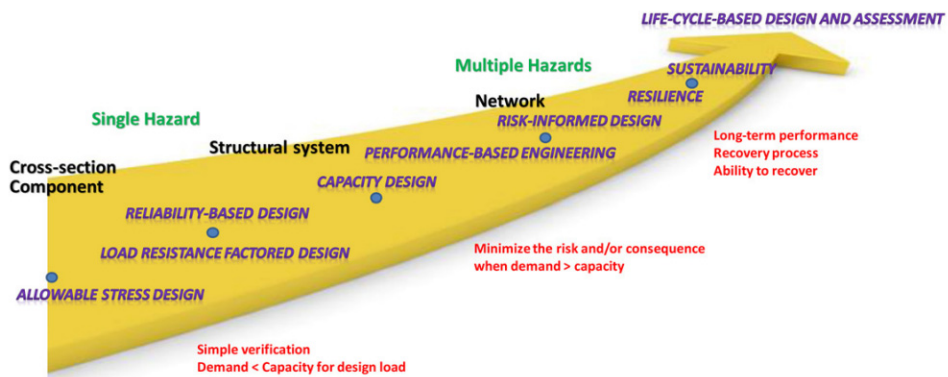 LIFE-CYCLE-BASED DESIGN AND ASSESSMENT
Multiple Hazards
SUSTAINABILITY
RESILIENCE
Network
RISK-INFORMED DESIGN
Single Hazard
Structural system
PERFORMANCE-BASED ENGINEERING
Long-term performance
Recovery process
Ability to recover
Cross-section
Component
CAPACITY DESIGN
RELIABILITY-BASED DESIGN
LOAD RESISTANCE FACTORED DESIGN
Minimize the risk and/or consequence
when demand > capacity
ALLOWABLE STRESS DESIGN
Simple verification
Demand < Capacity for design load